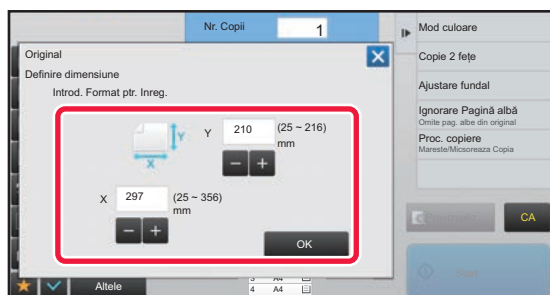 Nr. Copii
1
Mod culoare
Original
Copie 2 fețe
Definire dimensiune
Introd. Format ptr. Inreg.
Ajustare fundal
Ignorare Pagină albă
Omite pag. albe din original
Proc. copiere
Mareste/Micsoreaza Copia
Y
X
Y 210 (25 ~ 216)
mm
X 297 (25 ~ 356)
mm
OK
CA
Altele
3 A4
4 A4